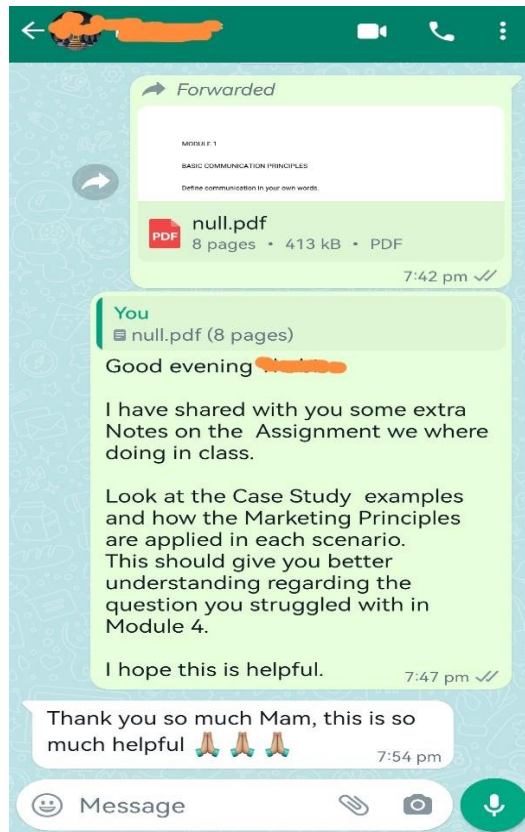 Forwarded
MODULE 1
BASIC COMMUNICATION PRINCIPLES
Define communication in your own words.
PDF
null.pdf
8 pages • 413 kB • PDF
7:42 pm
You
null.pdf (8 pages)
Good evening
I have shared with you some extra
Notes on the Assignment we where
doing in class.
Look at the Case Study examples
and how the Marketing Principles
are applied in each scenario.
This should give you better
understanding regarding the
question you struggled with in
Module 4.
I hope this is helpful.
7:47 pm
Thank you so much Mam, this is so
much helpful 🙏🏽 🙏🏽 🙏🏽
7:54 pm
Message